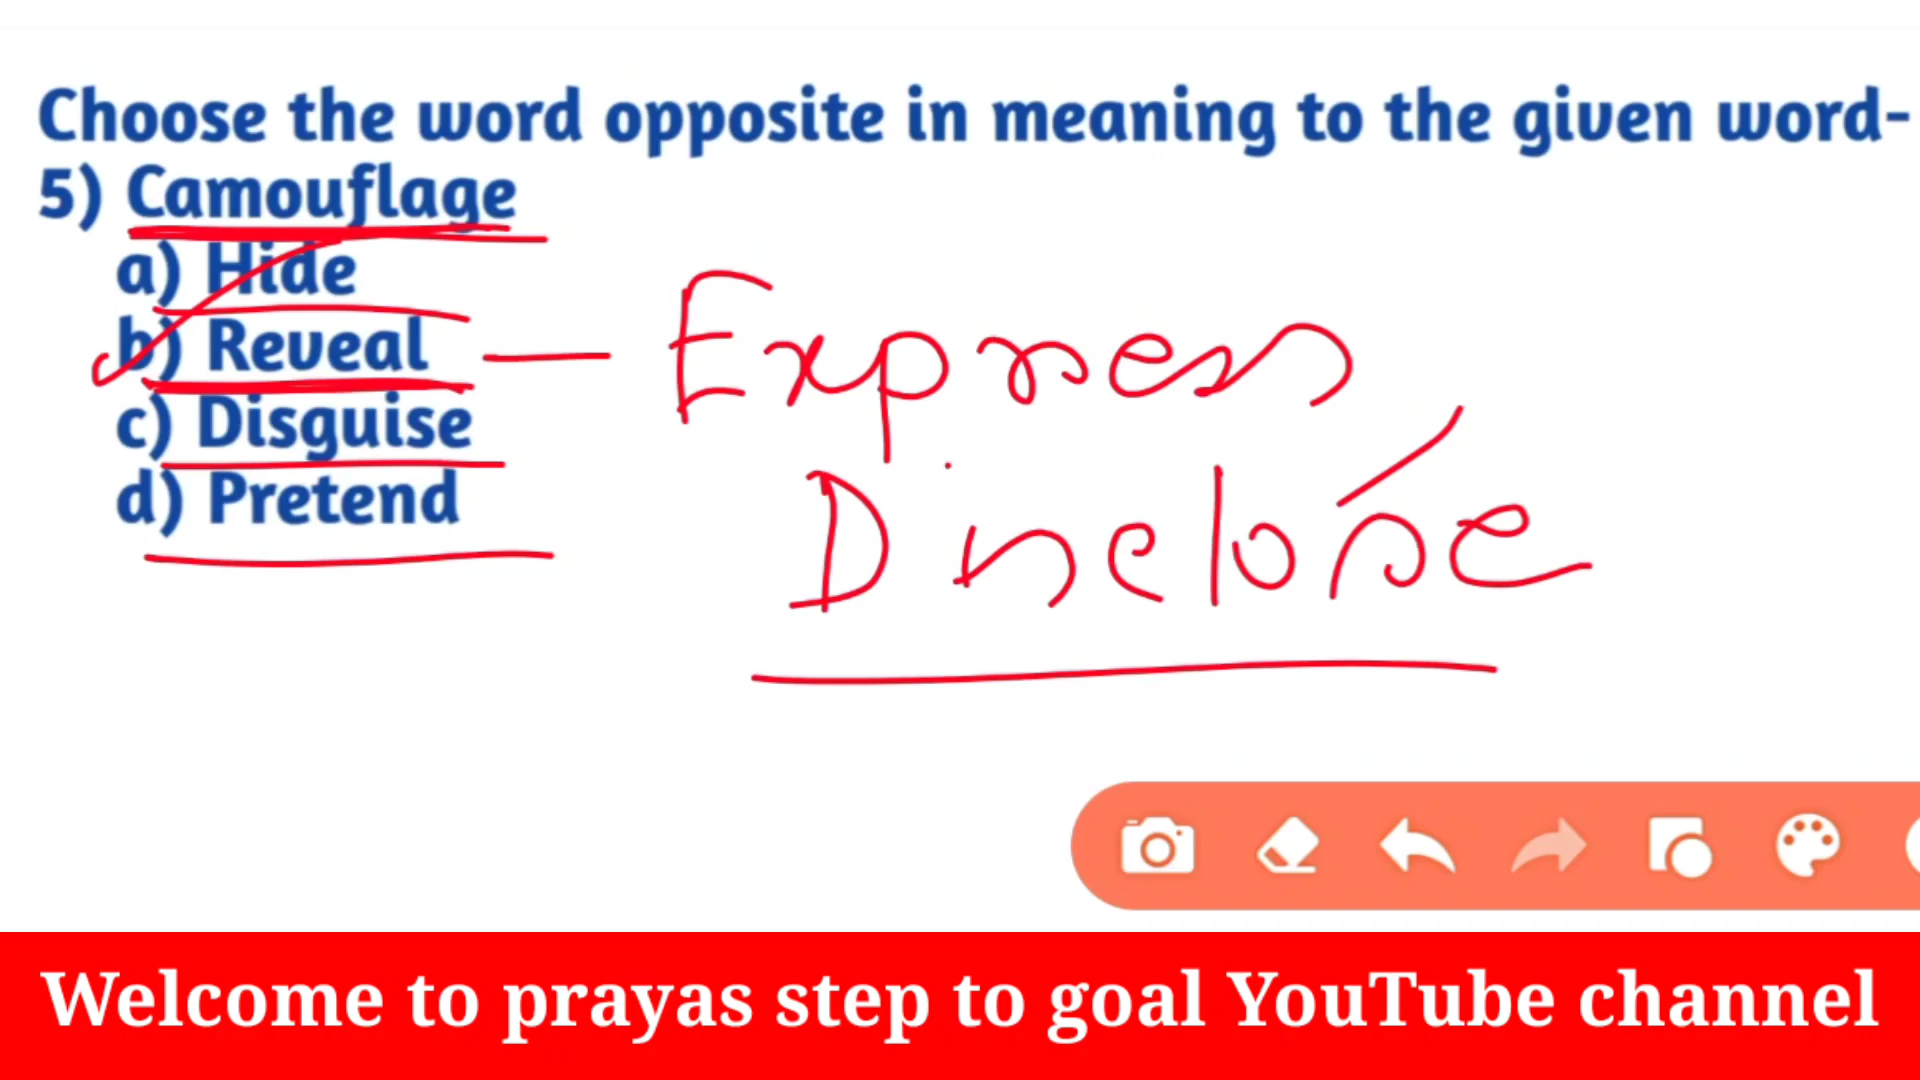 Choose the word opposite in meaning to the given word-
5) Camouflage
a) Hide
b) Reveal — Express
c) Disguise
Disclose
d) Pretend
Welcome to prayas step to goal YouTube channel